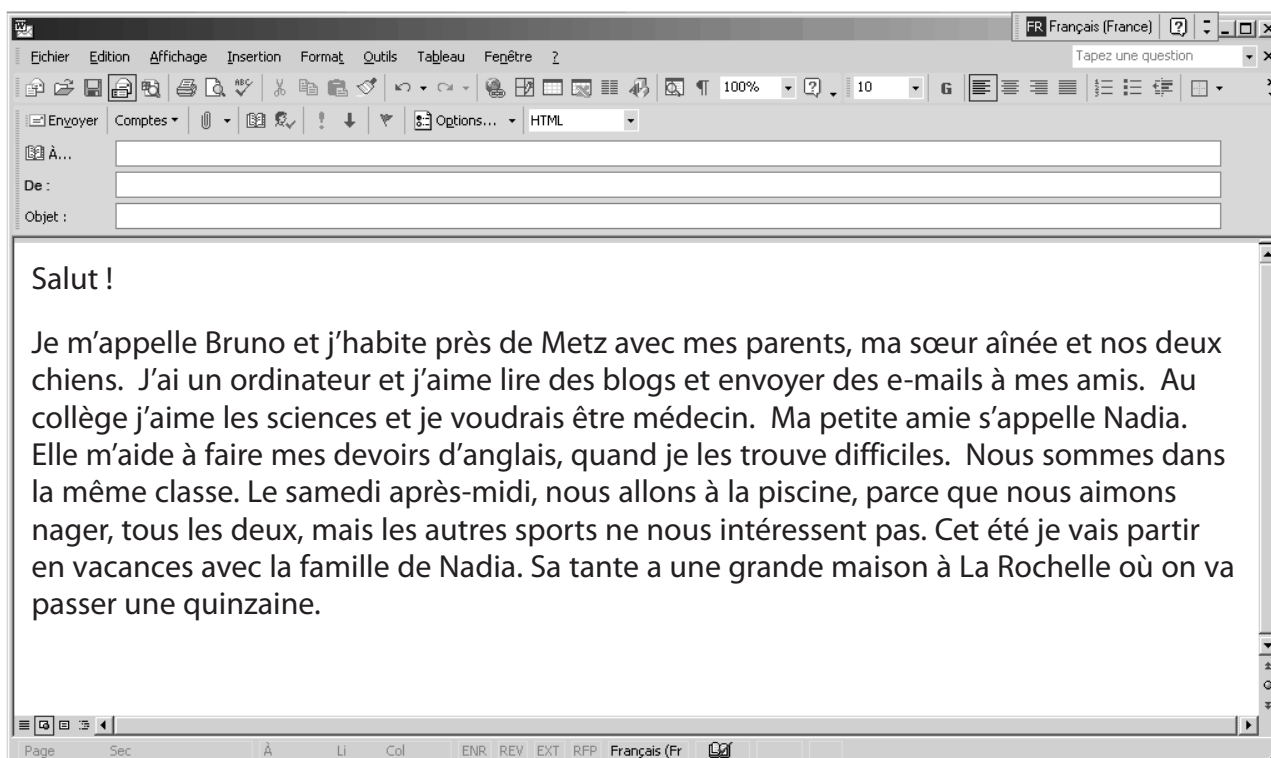 FR Français (France)
Fichier Edition Affichage Insertion Format Outils Tableau Fenêtre ? Tapez une question
ABC 100% 10 G
Envoyer Comptes Options... HTML
À...
De :
Objet :
Salut !
Je m’appelle Bruno et j’habite près de Metz avec mes parents, ma sœur aînée et nos deux
chiens. J’ai un ordinateur et j’aime lire des blogs et envoyer des e-mails à mes amis. Au
collège j’aime les sciences et je voudrais être médecin. Ma petite amie s’appelle Nadia.
Elle m’aide à faire mes devoirs d’anglais, quand je les trouve difficiles. Nous sommes dans
la même classe. Le samedi après-midi, nous allons à la piscine, parce que nous aimons
nager, tous les deux, mais les autres sports ne nous intéressent pas. Cet été je vais partir
en vacances avec la famille de Nadia. Sa tante a une grande maison à La Rochelle où on va
passer une quinzaine.
Page Sec À Li Col ENR REV EXT RFP Français (Fr